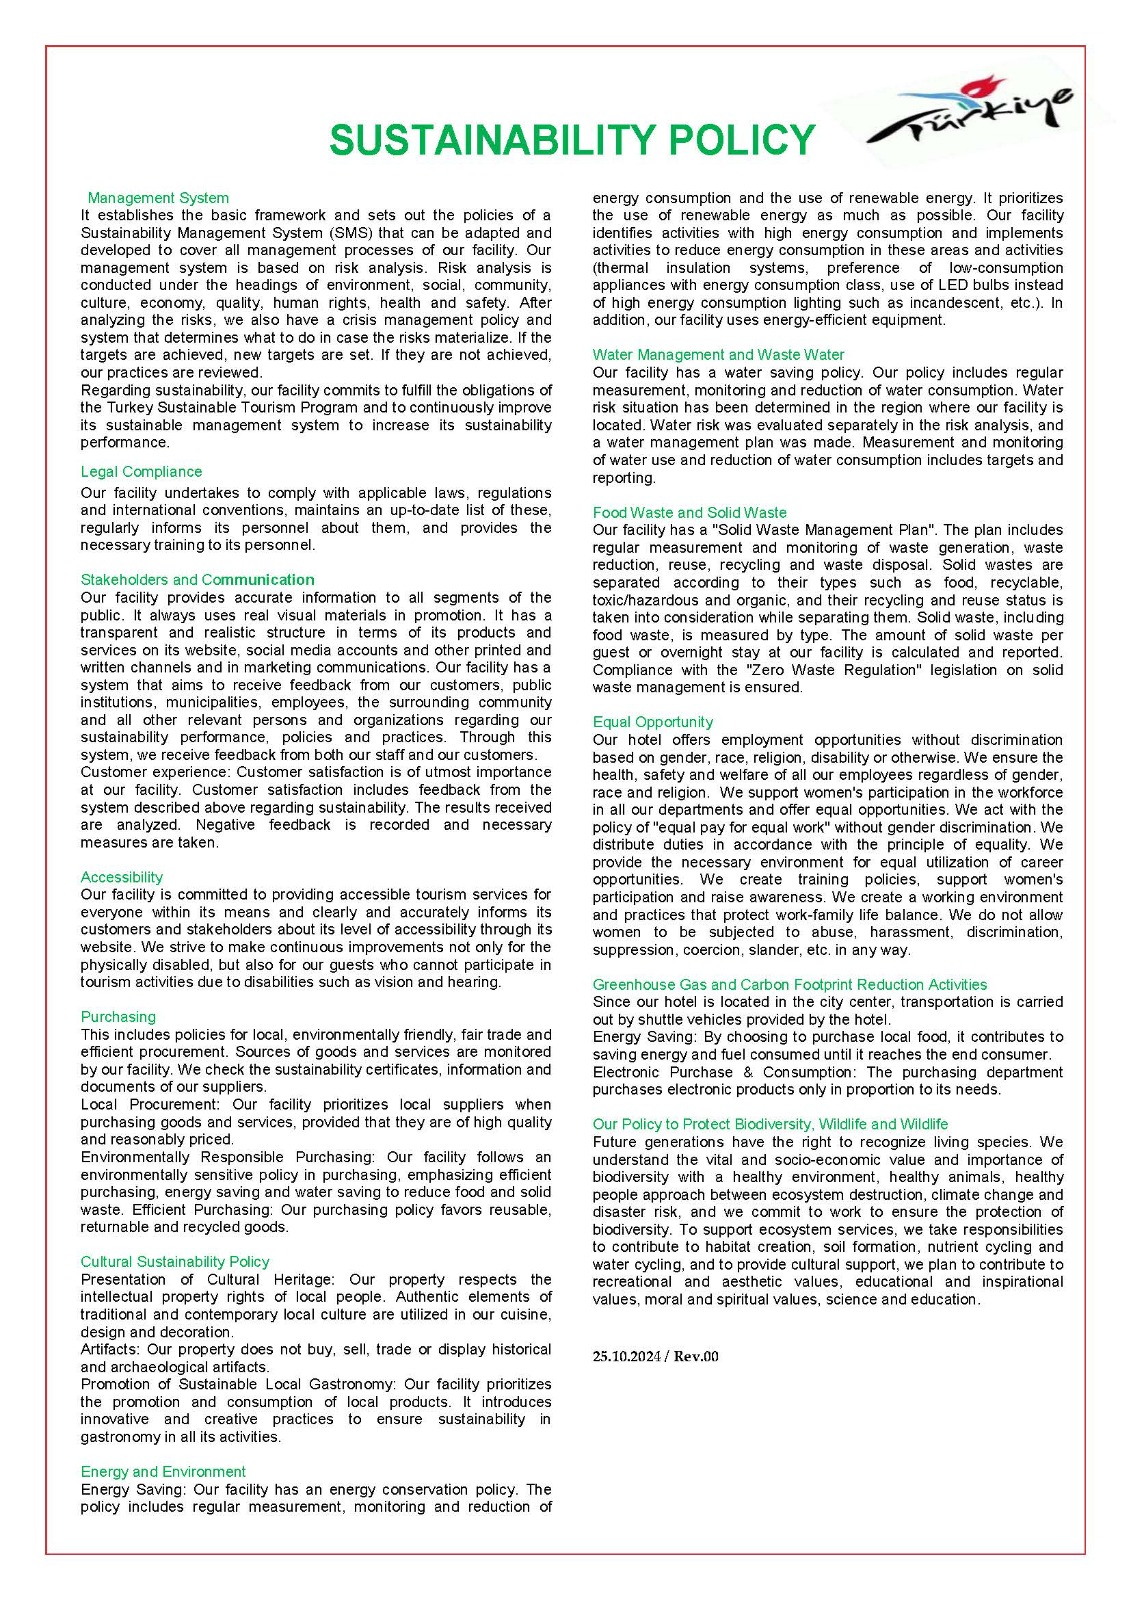 Türkiye
SUSTAINABILITY POLICY
Management System
It establishes the basic framework and sets out the policies of a
Sustainability Management System (SMS) that can be adapted and
developed to cover all management processes of our facility. Our
management system is based on risk analysis. Risk analysis is
conducted under the headings of environment, social, community,
culture, economy, quality, human rights, health and safety. After
analyzing the risks, we also have a crisis management policy and
system that determines what to do in case the risks materialize. If the
targets are achieved, new targets are set. If they are not achieved,
our practices are reviewed.
Regarding sustainability, our facility commits to fulfill the obligations of
the Turkey Sustainable Tourism Program and to continuously improve
its sustainable management system to increase its sustainability
performance.
Legal Compliance
Our facility undertakes to comply with applicable laws, regulations
and international conventions, maintains an up-to-date list of these,
regularly informs its personnel about them, and provides the
necessary training to its personnel.
Stakeholders and Communication
Our facility provides accurate information to all segments of the
public. It always uses real visual materials in promotion. It has a
transparent and realistic structure in terms of its products and
services on its website, social media accounts and other printed and
written channels and in marketing communications. Our facility has a
system that aims to receive feedback from our customers, public
institutions, municipalities, employees, the surrounding community
and all other relevant persons and organizations regarding our
sustainability performance, policies and practices. Through this
system, we receive feedback from both our staff and our customers.
Customer experience: Customer satisfaction is of utmost importance
at our facility. Customer satisfaction includes feedback from the
system described above regarding sustainability. The results received
are analyzed. Negative feedback is recorded and necessary
measures are taken.
Accessibility
Our facility is committed to providing accessible tourism services for
everyone within its means and clearly and accurately informs its
customers and stakeholders about its level of accessibility through its
website. We strive to make continuous improvements not only for the
physically disabled, but also for our guests who cannot participate in
tourism activities due to disabilities such as vision and hearing.
Purchasing
This includes policies for local, environmentally friendly, fair trade and
efficient procurement. Sources of goods and services are monitored
by our facility. We check the sustainability certificates, information and
documents of our suppliers.
Local Procurement: Our facility prioritizes local suppliers when
purchasing goods and services, provided that they are of high quality
and reasonably priced.
Environmentally Responsible Purchasing: Our facility follows an
environmentally sensitive policy in purchasing, emphasizing efficient
purchasing, energy saving and water saving to reduce food and solid
waste. Efficient Purchasing: Our purchasing policy favors reusable,
returnable and recycled goods.
Cultural Sustainability Policy
Presentation of Cultural Heritage: Our property respects the
intellectual property rights of local people. Authentic elements of
traditional and contemporary local culture are utilized in our cuisine,
design and decoration.
Artifacts: Our property does not buy, sell, trade or display historical
and archaeological artifacts.
Promotion of Sustainable Local Gastronomy: Our facility prioritizes
the promotion and consumption of local products. It introduces
innovative and creative practices to ensure sustainability in
gastronomy in all its activities.
Energy and Environment
Energy Saving: Our facility has an energy conservation policy. The
policy includes regular measurement, monitoring and reduction of
energy consumption and the use of renewable energy. It prioritizes
the use of renewable energy as much as possible. Our facility
identifies activities with high energy consumption and implements
activities to reduce energy consumption in these areas and activities
(thermal insulation systems, preference of low-consumption
appliances with energy consumption class, use of LED bulbs instead
of high energy consumption lighting such as incandescent, etc.). In
addition, our facility uses energy-efficient equipment.
Water Management and Waste Water
Our facility has a water saving policy. Our policy includes regular
measurement, monitoring and reduction of water consumption. Water
risk situation has been determined in the region where our facility is
located. Water risk was evaluated separately in the risk analysis, and
a water management plan was made. Measurement and monitoring
of water use and reduction of water consumption includes targets and
reporting.
Food Waste and Solid Waste
Our facility has a "Solid Waste Management Plan". The plan includes
regular measurement and monitoring of waste generation, waste
reduction, reuse, recycling and waste disposal. Solid wastes are
separated according to their types such as food, recyclable,
toxic/hazardous and organic, and their recycling and reuse status is
taken into consideration while separating them. Solid waste, including
food waste, is measured by type. The amount of solid waste per
guest or overnight stay at our facility is calculated and reported.
Compliance with the "Zero Waste Regulation" legislation on solid
waste management is ensured.
Equal Opportunity
Our hotel offers employment opportunities without discrimination
based on gender, race, religion, disability or otherwise. We ensure the
health, safety and welfare of all our employees regardless of gender,
race and religion. We support women's participation in the workforce
in all our departments and offer equal opportunities. We act with the
policy of "equal pay for equal work" without gender discrimination. We
distribute duties in accordance with the principle of equality. We
provide the necessary environment for equal utilization of career
opportunities. We create training policies, support women's
participation and raise awareness. We create a working environment
and practices that protect work-family life balance. We do not allow
women to be subjected to abuse, harassment, discrimination,
suppression, coercion, slander, etc. in any way.
Greenhouse Gas and Carbon Footprint Reduction Activities
Since our hotel is located in the city center, transportation is carried
out by shuttle vehicles provided by the hotel.
Energy Saving: By choosing to purchase local food, it contributes to
saving energy and fuel consumed until it reaches the end consumer.
Electronic Purchase & Consumption: The purchasing department
purchases electronic products only in proportion to its needs.
Our Policy to Protect Biodiversity, Wildlife and Wildlife
Future generations have the right to recognize living species. We
understand the vital and socio-economic value and importance of
biodiversity with a healthy environment, healthy animals, healthy
people approach between ecosystem destruction, climate change and
disaster risk, and we commit to work to ensure the protection of
biodiversity. To support ecosystem services, we take responsibilities
to contribute to habitat creation, soil formation, nutrient cycling and
water cycling, and to provide cultural support, we plan to contribute to
recreational and aesthetic values, educational and inspirational
values, moral and spiritual values, science and education.
25.10.2024 / Rev.00